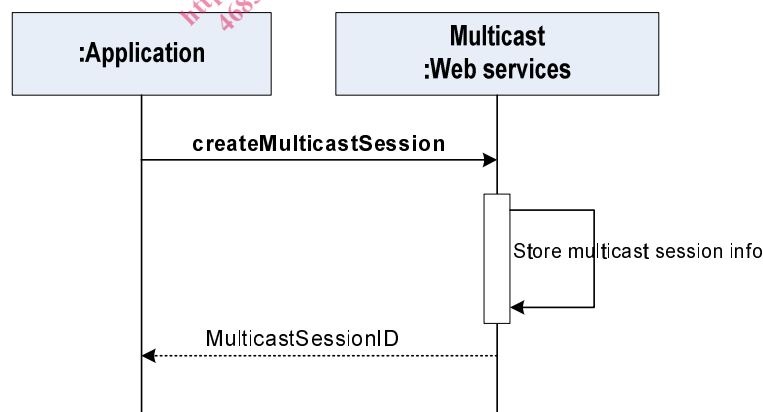 :Application
Multicast
:Web services
createMulticastSession
Store multicast session info
MulticastSessionID